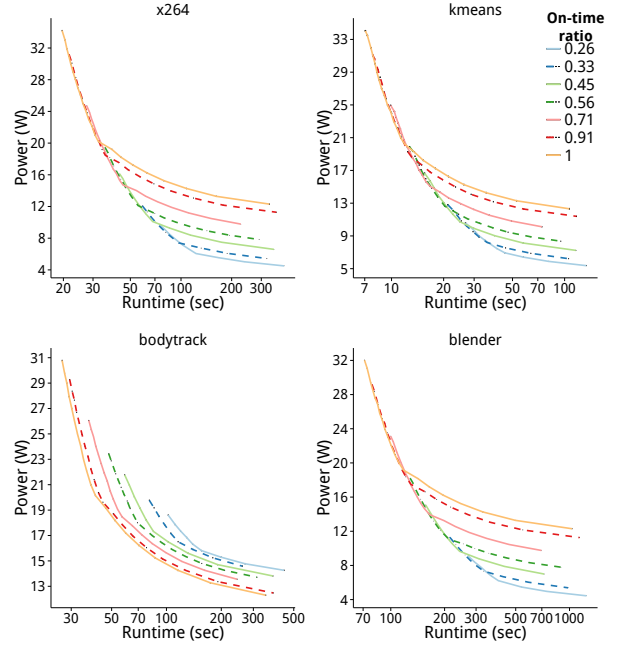 x264
Power (W)
32
28
24
20
16
12
8
4
20 30 50 70 100 200 300
Runtime (sec)
kmeans
Power (W)
33
29
25
21
17
13
9
5
7 10 20 30 50 70 100
Runtime (sec)
On-time
ratio
0.26
0.33
0.45
0.56
0.71
0.91
1
bodytrack
Power (W)
31
29
27
25
23
21
19
17
15
13
30 50 70 100 200 300 500
Runtime (sec)
blender
Power (W)
32
28
24
20
16
12
8
4
70 100 200 300 500 700 1000
Runtime (sec)